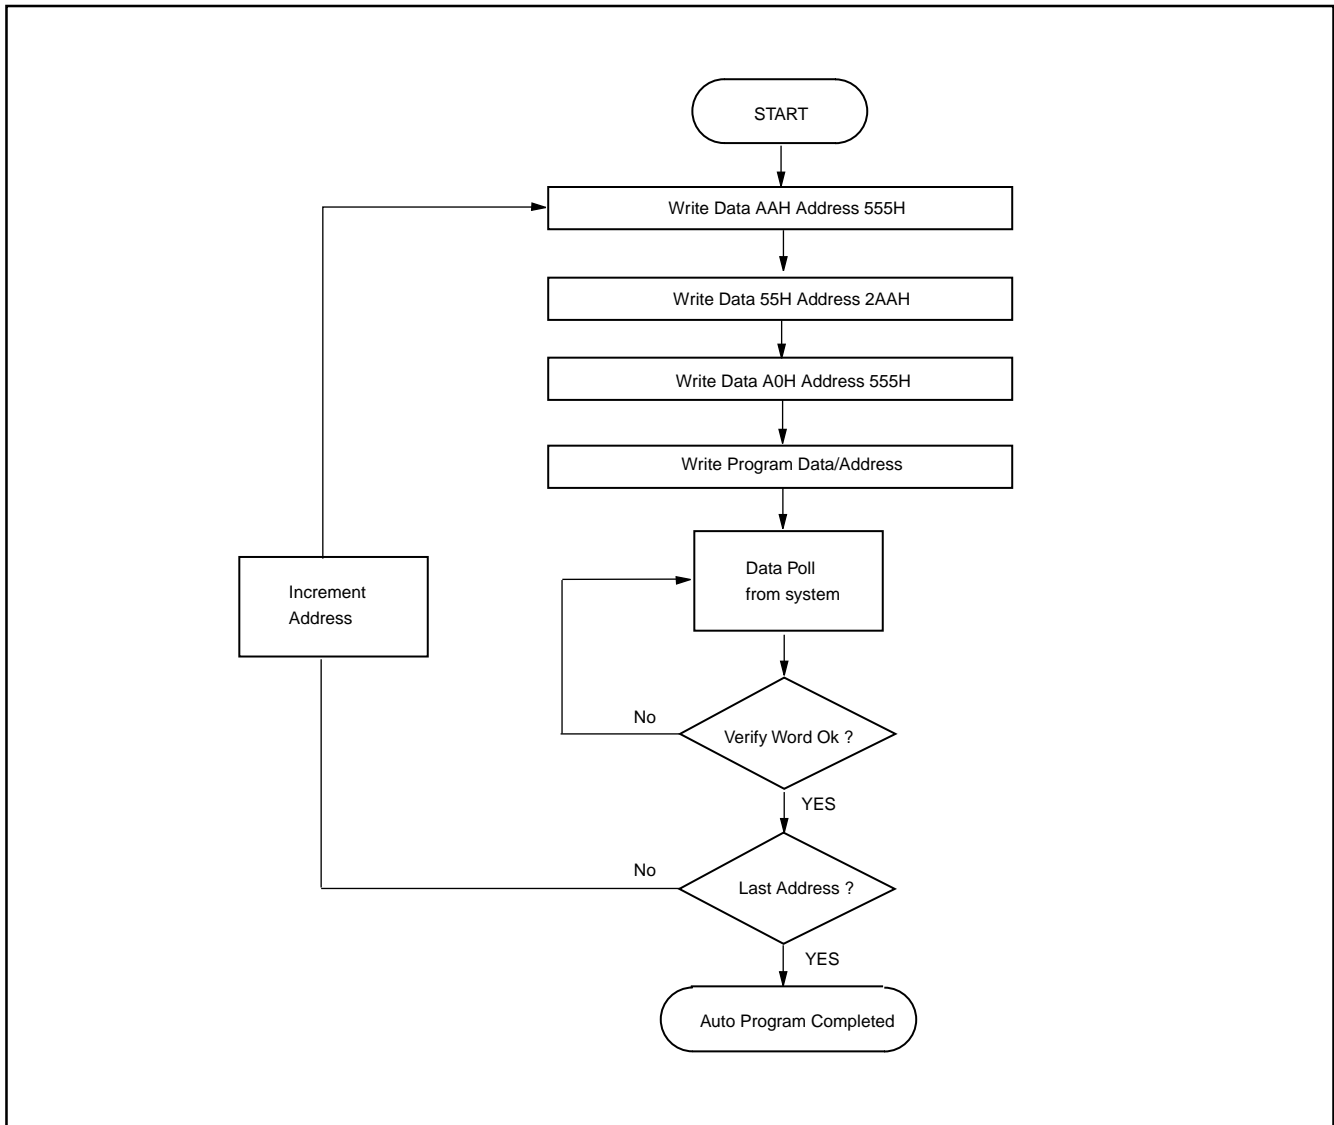 START
Write Data AAH Address 555H
Write Data 55H Address 2AAH
Write Data A0H Address 555H
Write Program Data/Address
Data Poll
from system
Increment
Address
No
Verify Word Ok ?
YES
No
Last Address ?
YES
Auto Program Completed